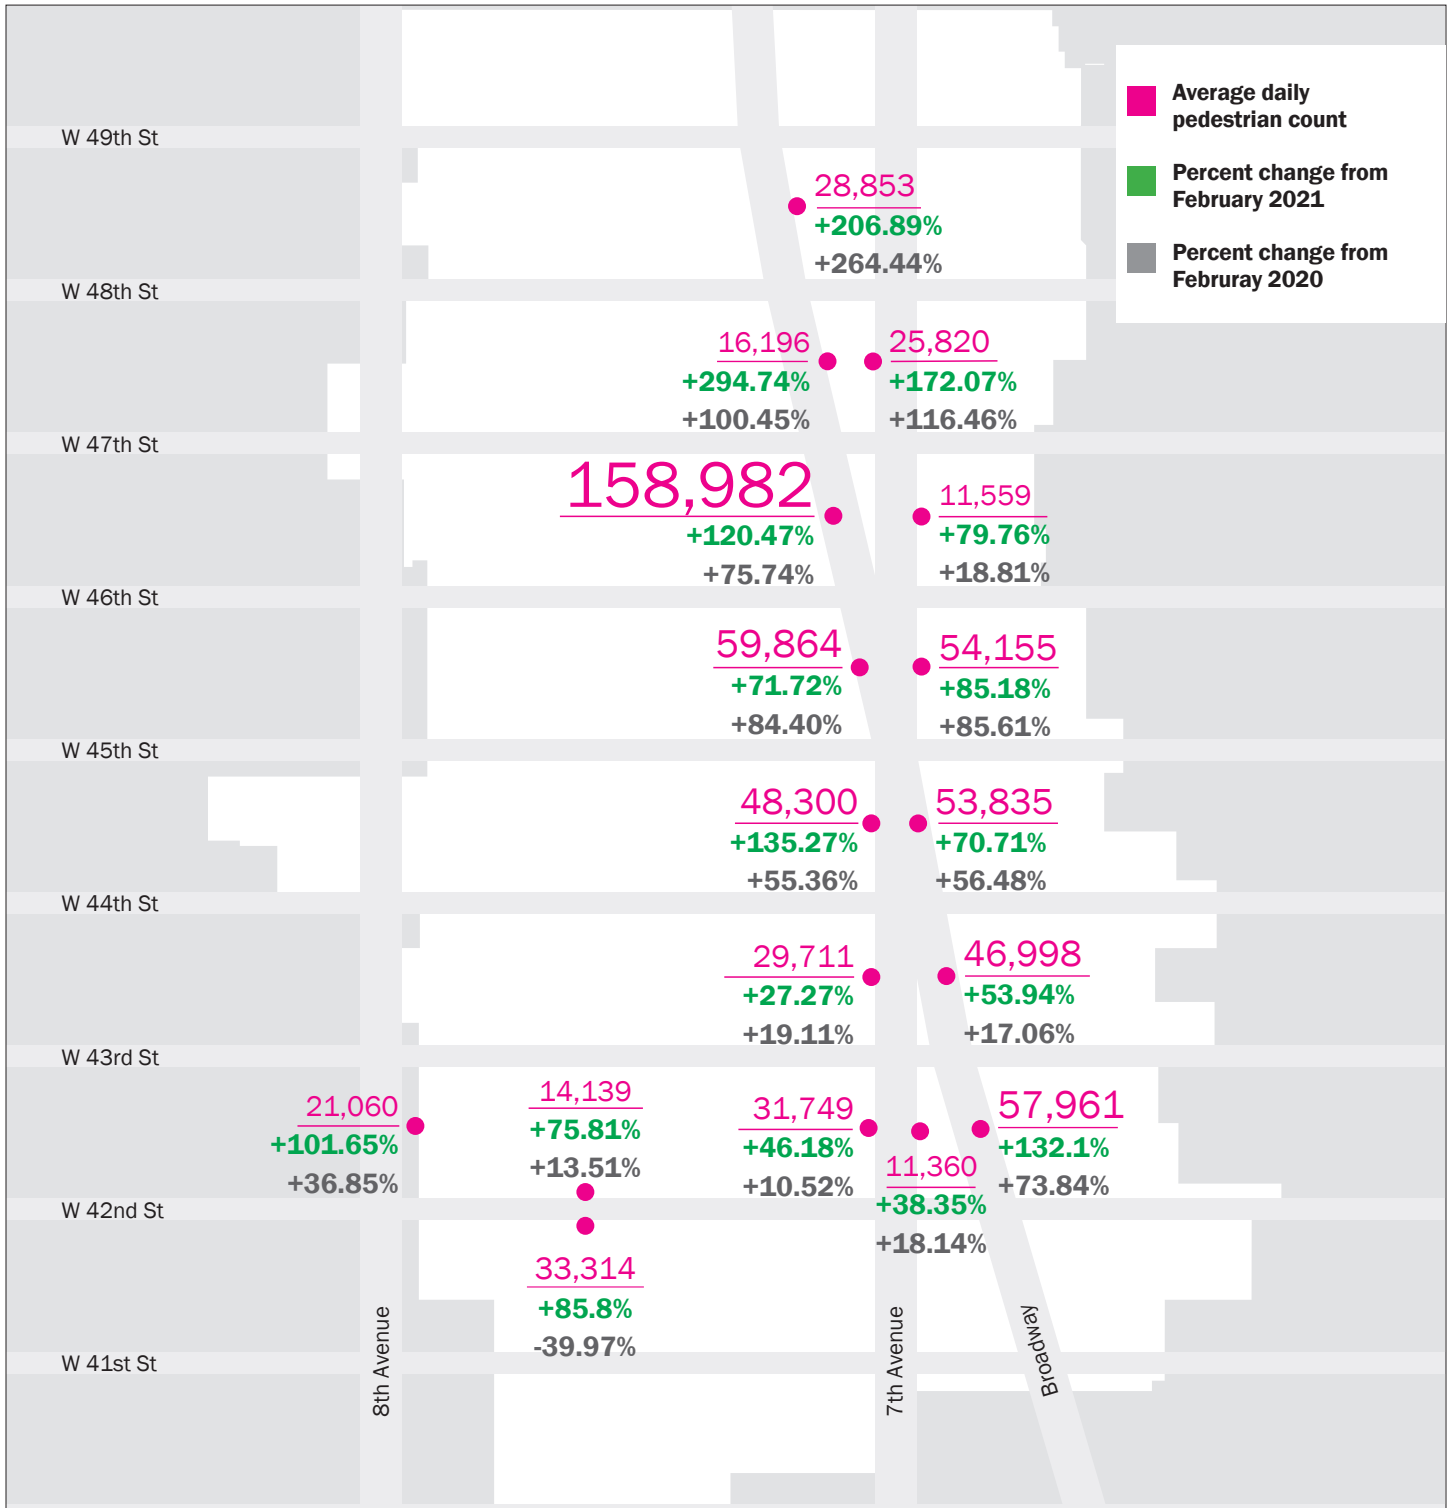 Average daily
pedestrian count
Percent change from
February 2021
Percent change from
Februray 2020
W 49th St
28,853
+206.89%
+264.44%
W 48th St
16,196
+294.74%
+100.45%
25,820
+172.07%
+116.46%
W 47th St
158,982
+120.47%
+75.74%
11,559
+79.76%
+18.81%
W 46th St
59,864
+71.72%
+84.40%
54,155
+85.18%
+85.61%
W 45th St
48,300
+135.27%
+55.36%
53,835
+70.71%
+56.48%
W 44th St
29,711
+27.27%
+19.11%
46,998
+53.94%
+17.06%
W 43rd St
21,060
+101.65%
+36.85%
14,139
+75.81%
+13.51%
31,749
+46.18%
+10.52%
11,360
+38.35%
+18.14%
57,961
+132.1%
+73.84%
W 42nd St
33,314
+85.8%
-39.97%
W 41st St
8th Avenue
7th Avenue
Broadway